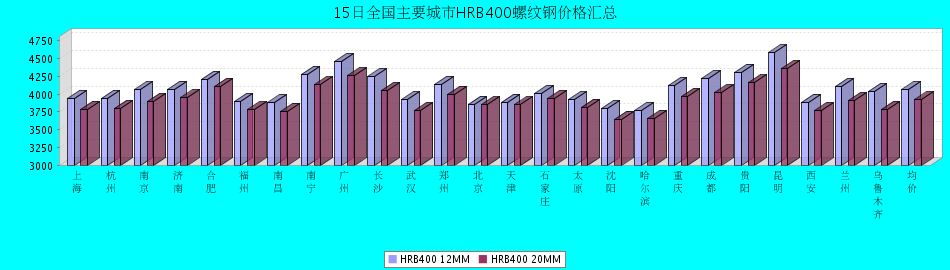 15日全国主要城市HRB400螺纹钢价格汇总
4750
4500
4250
4000
3750
3500
3250
3000
上海
杭州
南京
济南
合肥
福州
南昌
南宁
广州
长沙
武汉
郑州
北京
天津
石家庄
太原
沈阳
哈尔滨
重庆
成都
贵阳
昆明
西安
兰州
乌鲁木齐
均价
HRB400 12MM HRB400 20MM